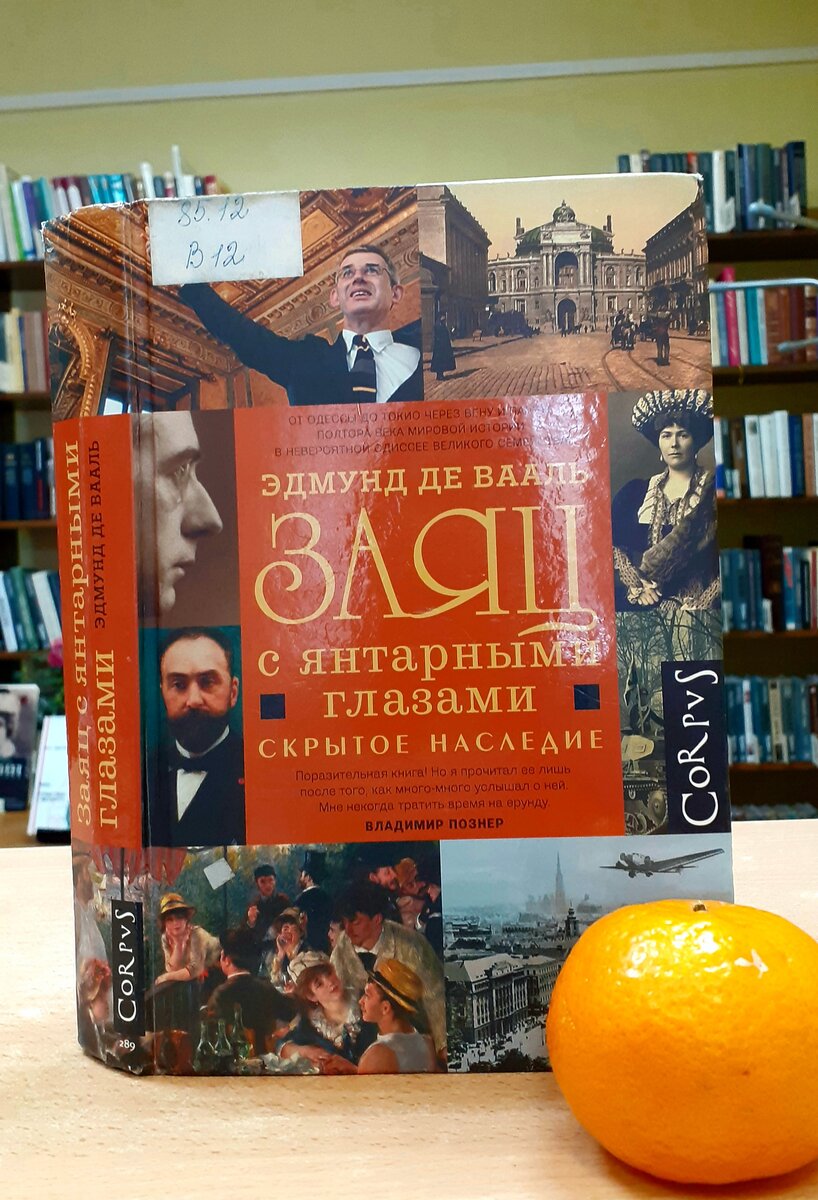 85.12
В12
ОТ ОДЕССЫ ДО ТОКИО ЧЕРЕЗ ВЕНУ И
ПОЛТОРА ВЕКА МИРОВОЙ ИСТОРИИ
В НЕВЕРОЯТНОЙ ОДИССЕЕ ВЕЛИКОГО
ЭДМУНД ДЕ ВААЛЬ
ЗАЯЦ
С ЯНТАРНЫМИ
ГЛАЗАМИ
СКРЫТОЕ НАСЛЕДИЕ
Поразительная книга! Но я прочитал ее лишь
после того, как много-много услышал о ней.
Мне некогда тратить время на ерунду.
ВЛАДИМИР ПОЗНЕР
CORPVS
Заяц с янтарными
глазами
ЭДМУНД ДЕ ВААЛЬ
CORPVS
289